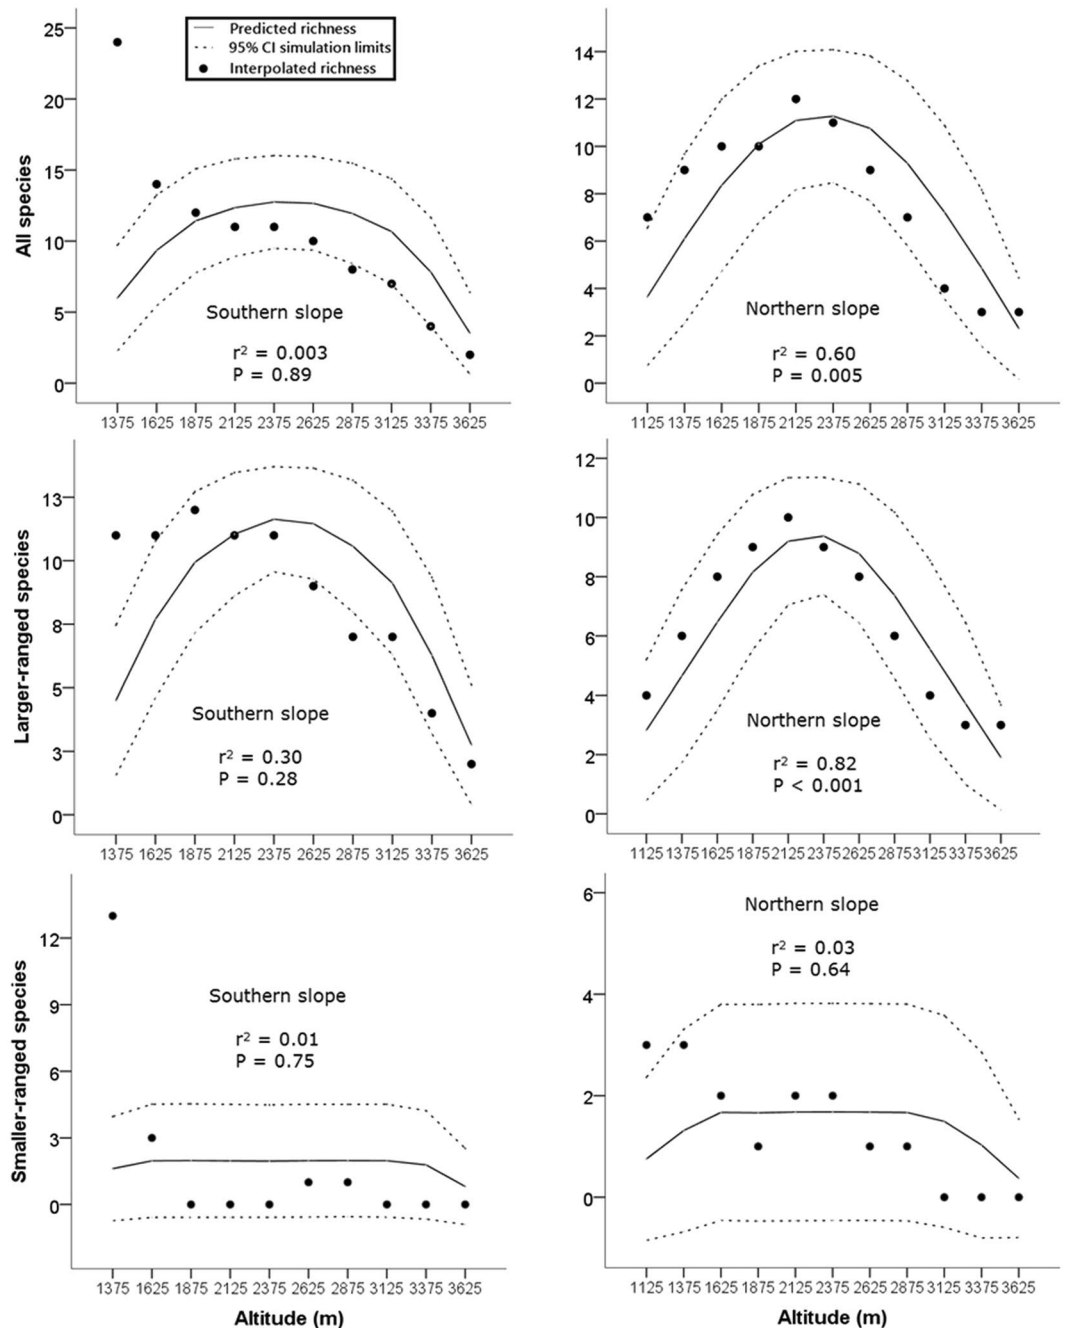 25
20
15
10
5
0
All species
Predicted richness
95% CI simulation limits
Interpolated richness
Southern slope
r² = 0.003
P = 0.89
1375 1625 1875 2125 2375 2625 2875 3125 3375 3625
14
12
10
8
6
4
2
0
Northern slope
r² = 0.60
P = 0.005
1125 1375 1625 1875 2125 2375 2625 2875 3125 3375 3625
13
10
8
5
3
0
Larger-ranged species
Southern slope
r² = 0.30
P = 0.28
1375 1625 1875 2125 2375 2625 2875 3125 3375 3625
12
10
8
6
4
2
0
Northern slope
r² = 0.82
P < 0.001
1125 1375 1625 1875 2125 2375 2625 2875 3125 3375 3625
12
9
6
3
0
Smaller-ranged species
Southern slope
r² = 0.01
P = 0.75
1375 1625 1875 2125 2375 2625 2875 3125 3375 3625
Altitude (m)
6
4
2
0
Northern slope
r² = 0.03
P = 0.64
1125 1375 1625 1875 2125 2375 2625 2875 3125 3375 3625
Altitude (m)